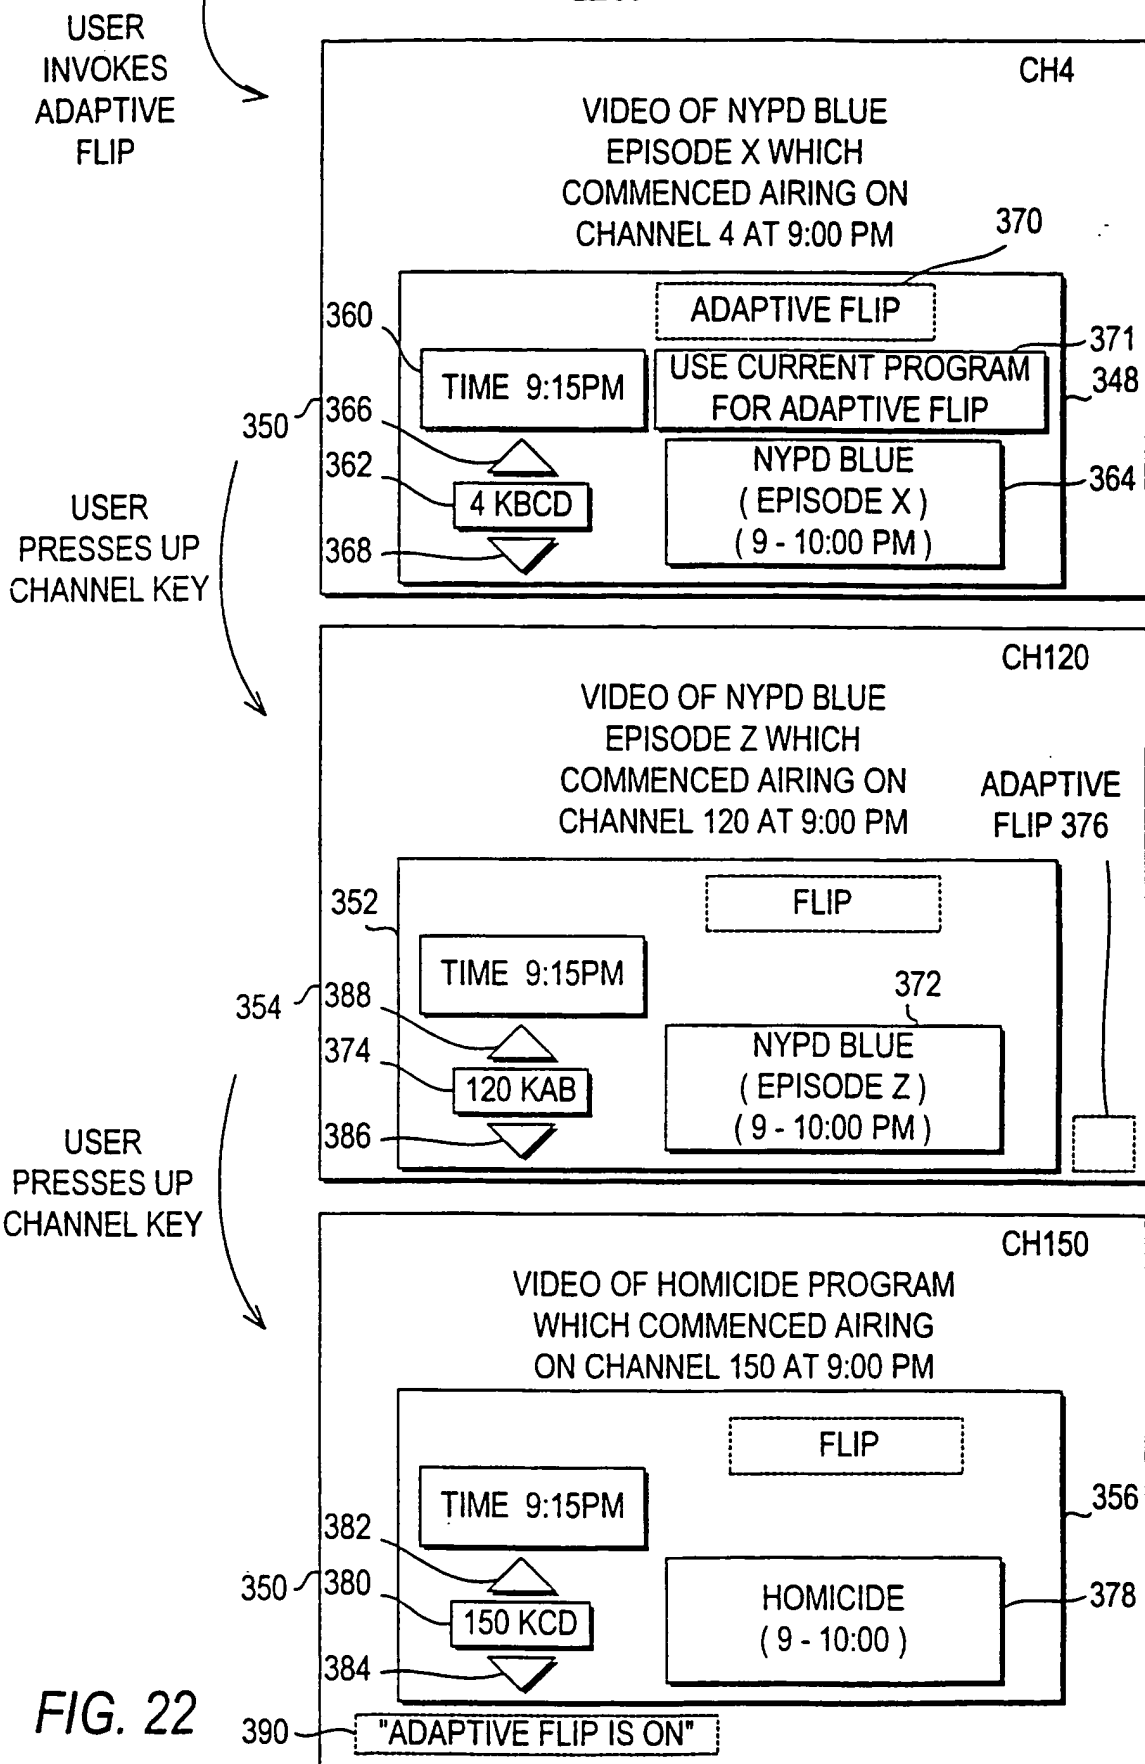 USER
INVOKES
ADAPTIVE
FLIP
CH4
VIDEO OF NYPD BLUE
EPISODE X WHICH
COMMENCED AIRING ON
CHANNEL 4 AT 9:00 PM
370
ADAPTIVE FLIP
360
371
TIME 9:15PM
USE CURRENT PROGRAM
FOR ADAPTIVE FLIP
348
350
366
362
4 KBCD
NYPD BLUE
( EPISODE X )
( 9 - 10:00 PM )
364
368
USER
PRESSES UP
CHANNEL KEY
CH120
VIDEO OF NYPD BLUE
EPISODE Z WHICH
COMMENCED AIRING ON
CHANNEL 120 AT 9:00 PM
ADAPTIVE
FLIP 376
352
FLIP
TIME 9:15PM
354
388
372
374
120 KAB
NYPD BLUE
( EPISODE Z )
( 9 - 10:00 PM )
386
USER
PRESSES UP
CHANNEL KEY
CH150
VIDEO OF HOMICIDE PROGRAM
WHICH COMMENCED AIRING
ON CHANNEL 150 AT 9:00 PM
FLIP
TIME 9:15PM
356
382
350
380
150 KCD
HOMICIDE
( 9 - 10:00 )
378
384
FIG. 22
390
"ADAPTIVE FLIP IS ON"